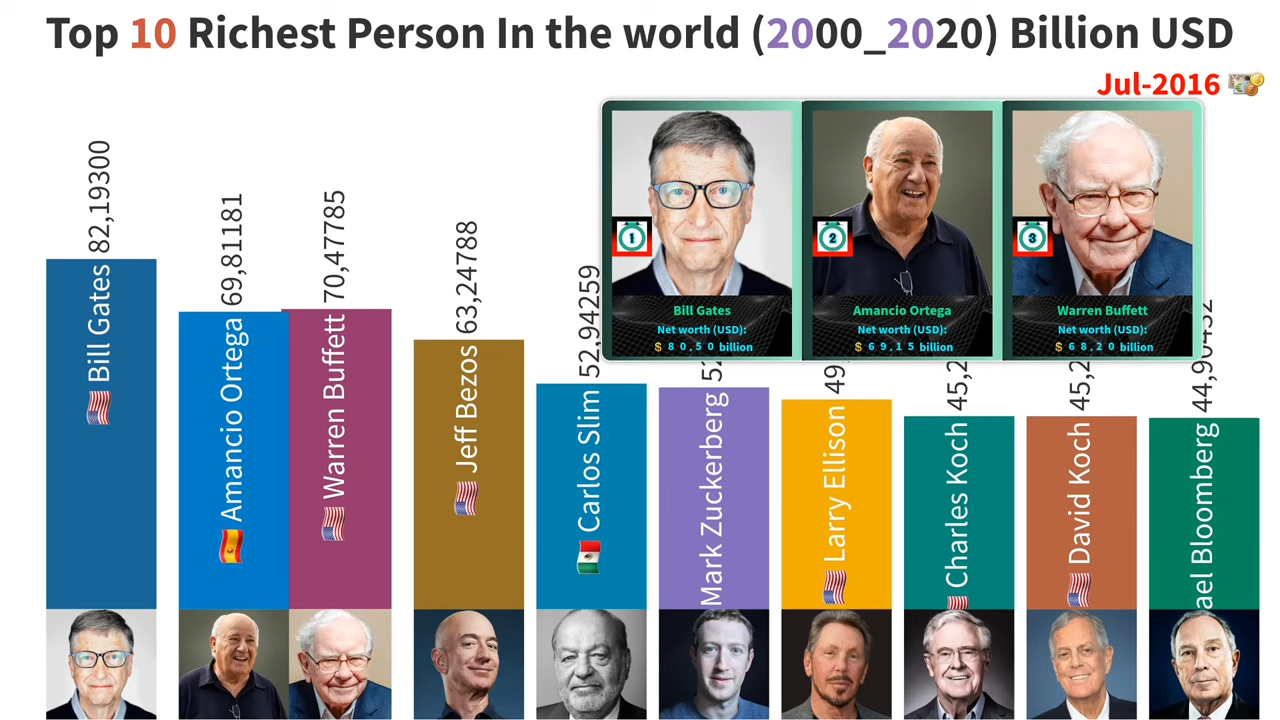 Top 10 Richest Person In the world (2000_2020) Billion USD
Jul-2016
1
Bill Gates
Net worth (USD):
$ 80.50 billion
2
Amancio Ortega
Net worth (USD):
$ 69.15 billion
3
Warren Buffett
Net worth (USD):
$ 68.20 billion
Bill Gates 82,19300
Amancio Ortega 69,81181
Warren Buffett 70,47785
Jeff Bezos 63,24788
Carlos Slim 52,94259
Mark Zuckerberg
Larry Ellison
Charles Koch 45,2
David Koch 45,2
ael Bloomberg